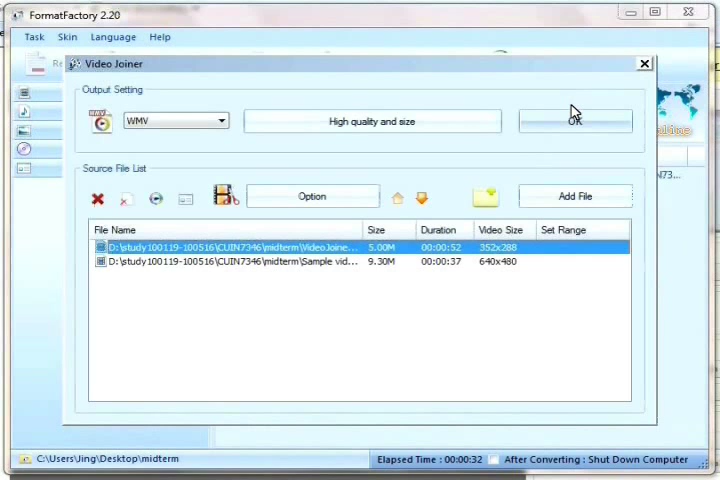 FormatFactory 2.20
Task Skin Language Help
Video Joiner
Output Setting
WMV
High quality and size
OK
Source File List
Option
Add File
File Name Size Duration Video Size Set Range
D:\study100119-100516\CUIN7346\midterm\VideoJoine... 5.00M 00:00:52 352x288
D:\study100119-100516\CUIN7346\midterm\Sample vid... 9.30M 00:00:37 640x480
C:\Users\Jing\Desktop\midterm
Elapsed Time : 00:00:32
After Converting : Shut Down Computer